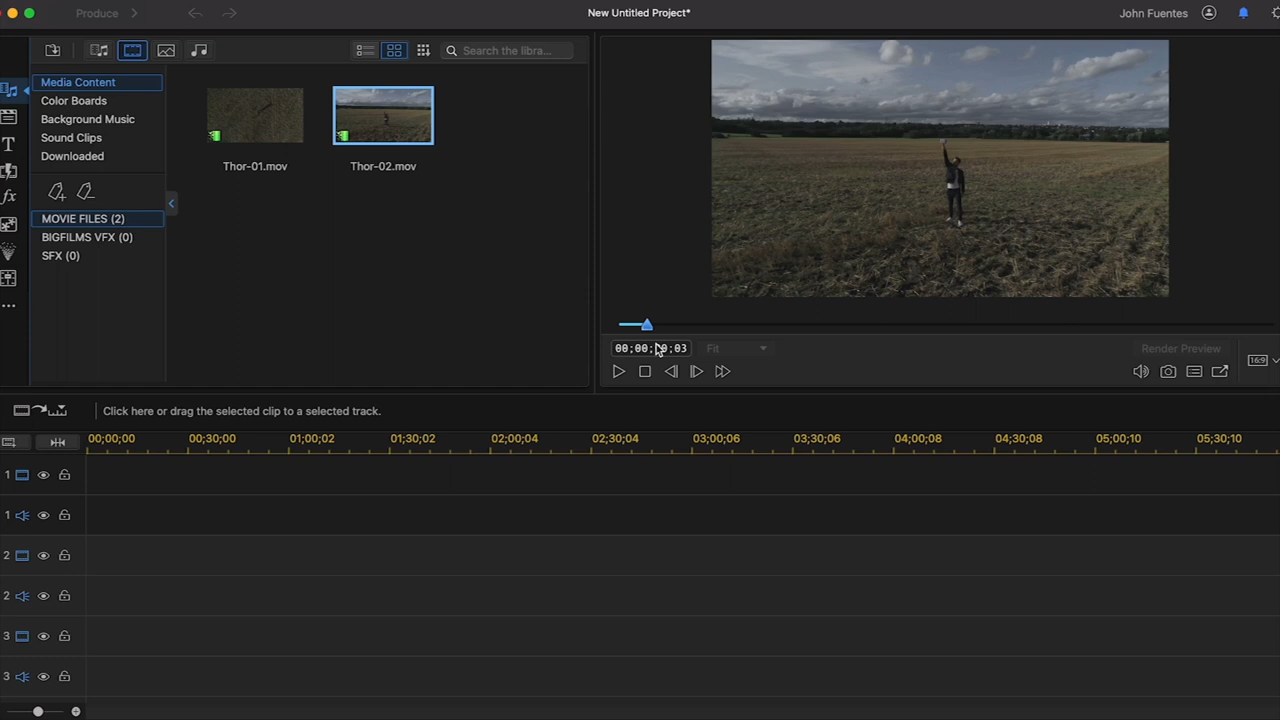 Produce
New Untitled Project*
John Fuentes
Search the libra...
Media Content
Color Boards
Background Music
Sound Clips
Downloaded
MOVIE FILES (2)
BIGFILMS VFX (0)
SFX (0)
Thor-01.mov
Thor-02.mov
Fit
Render Preview
16:9
Click here or drag the selected clip to a selected track.
00;00;00 00;30;00 01;00;02 01;30;02 02;00;04 02;30;04 03;00;06 03;30;06 04;00;08 04;30;08 05;00;10 05;30;10
1
1
2
2
3
3